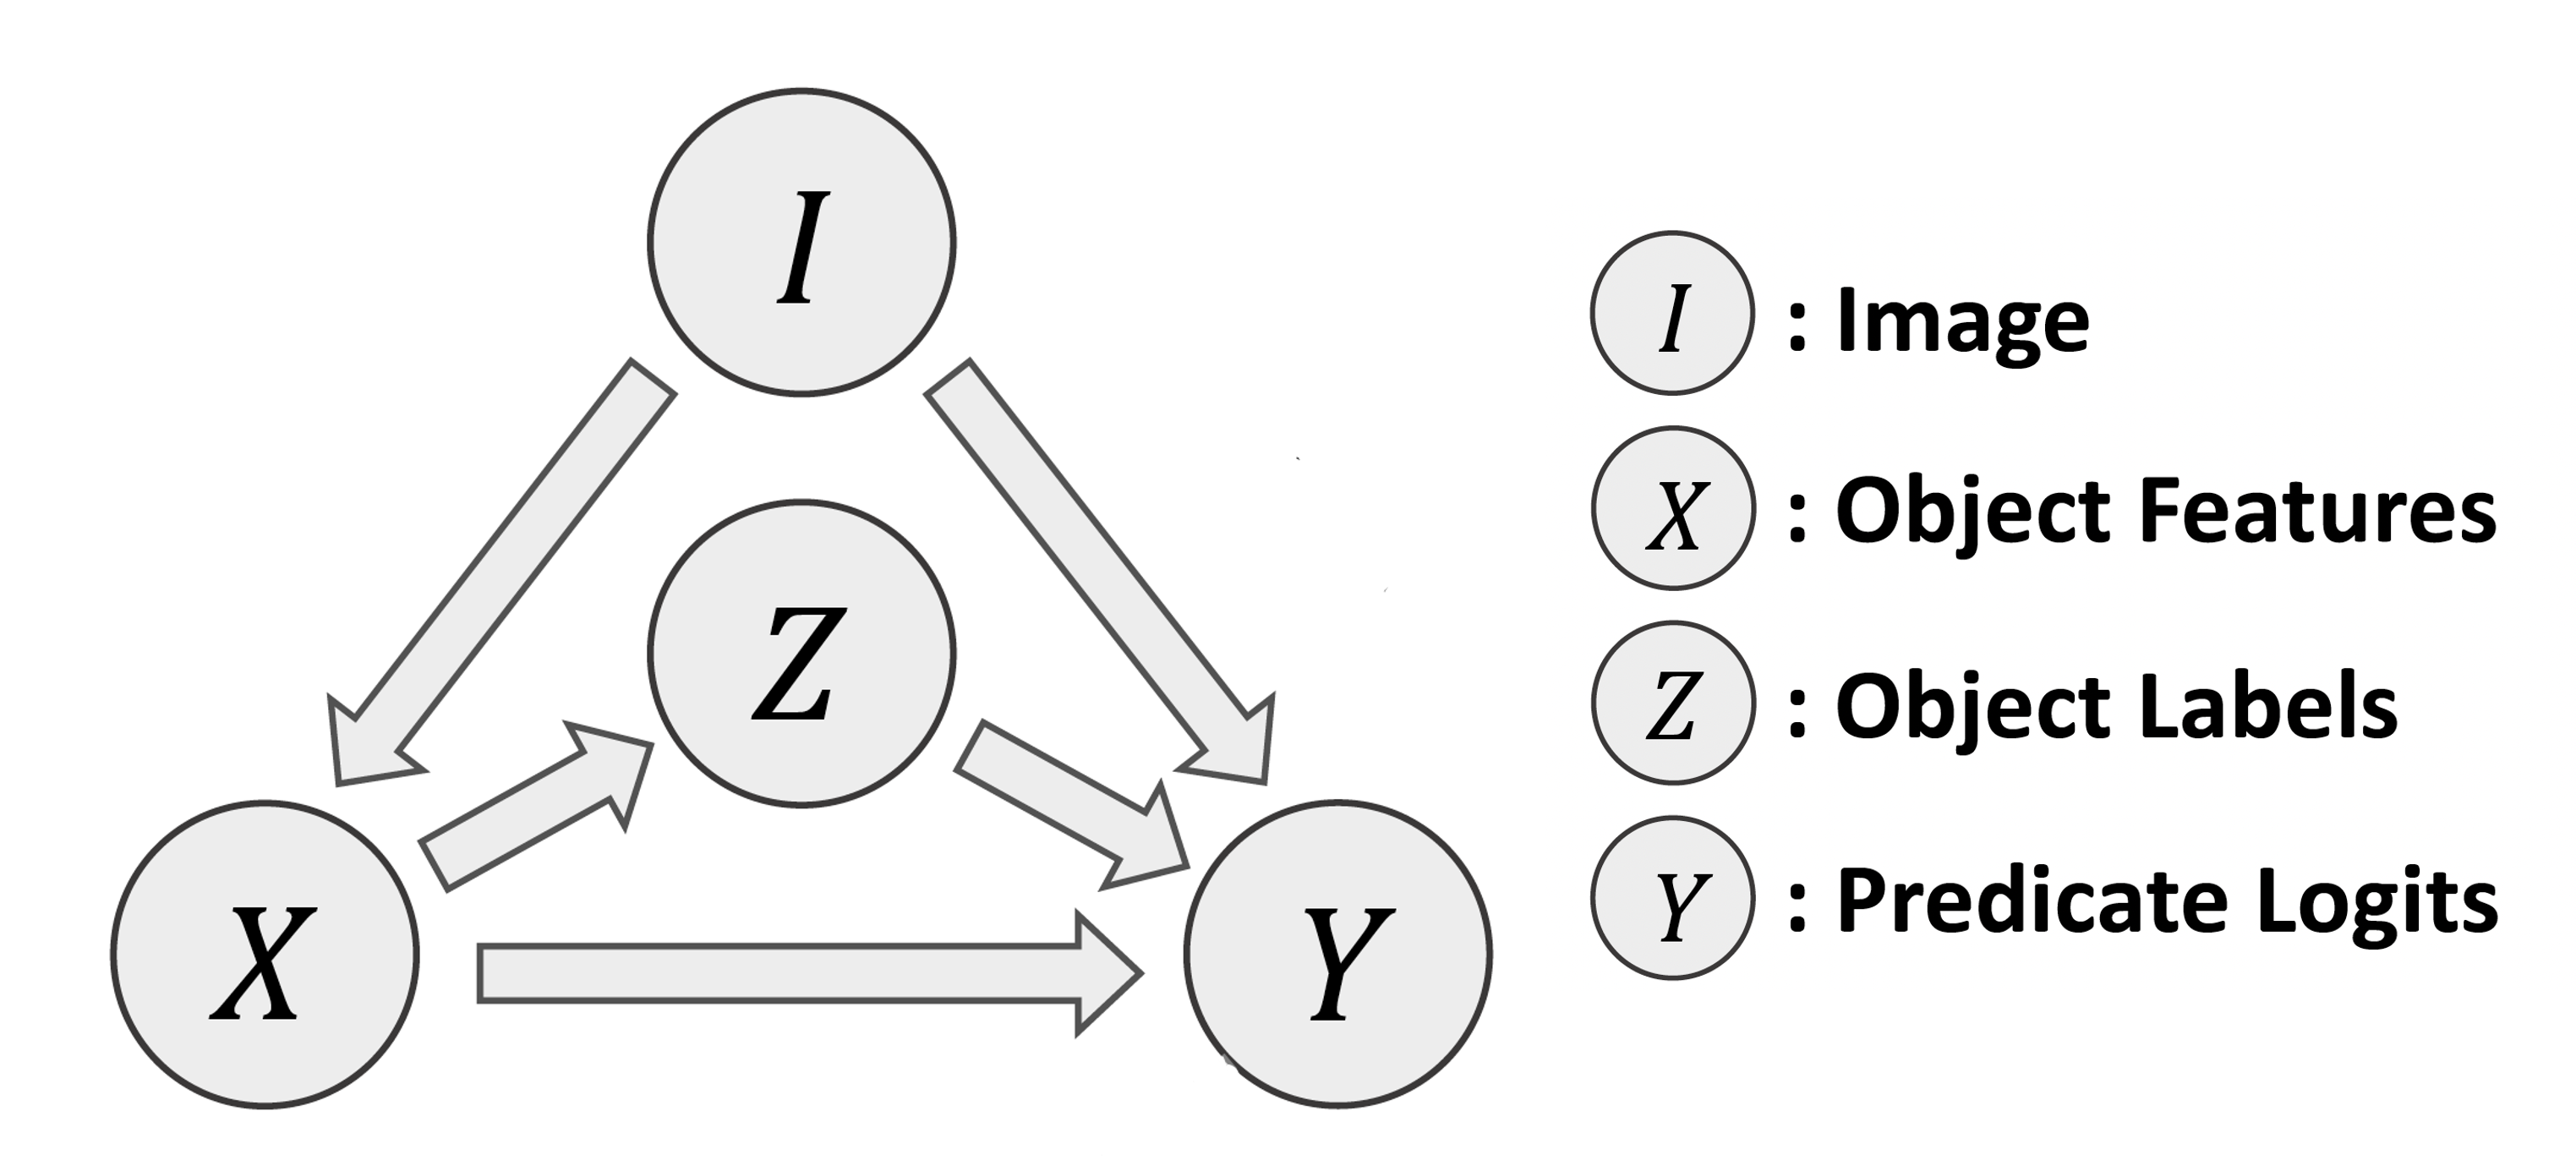 I
Z
X
Y
I : Image
X : Object Features
Z : Object Labels
Y : Predicate Logits